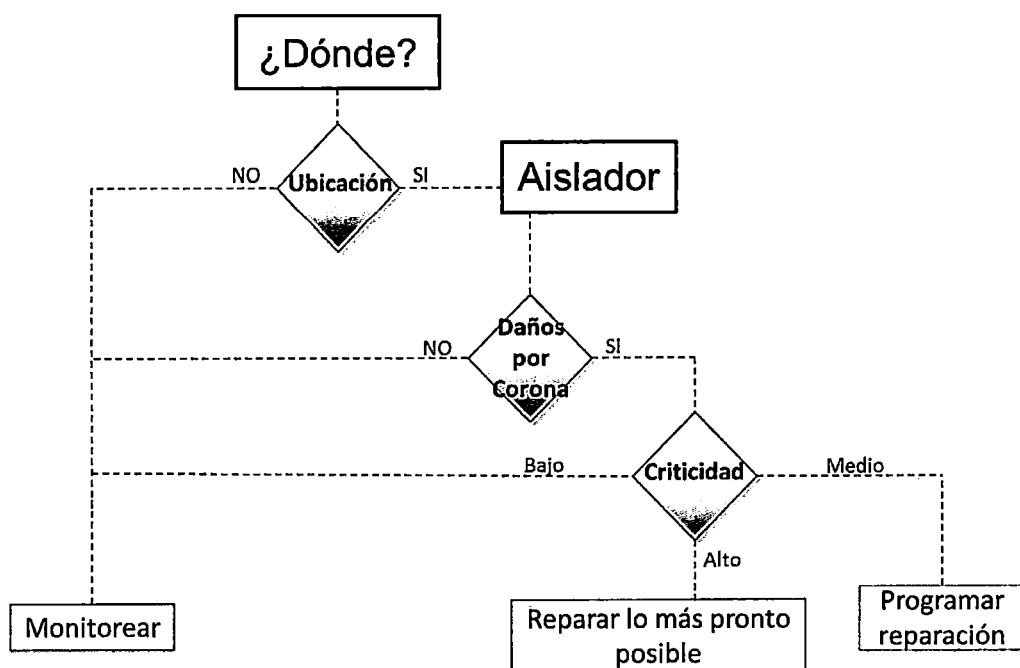 ¿Dónde?
NO
Ubicación
SI
Aislador
NO
Daños
por
Corona
SI
Bajo
Criticidad
Medio
Alto
Monitorear
Reparar lo más pronto
posible
Programar
reparación